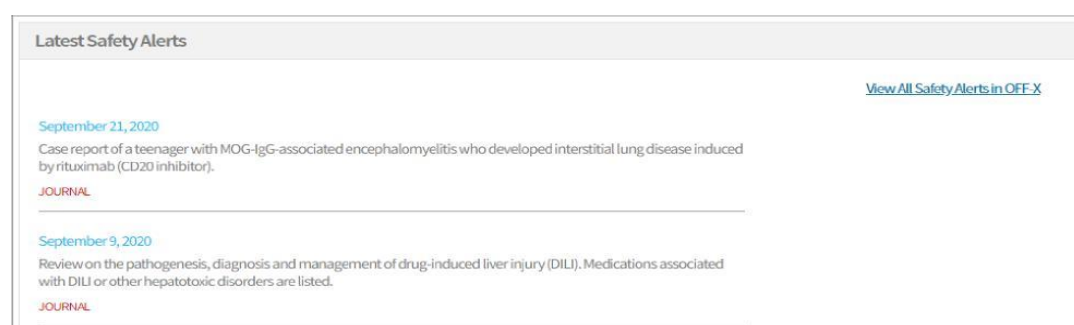 Latest Safety Alerts
View All Safety Alerts in OFF-X
September 21, 2020
Case report of a teenager with MOG-IgG-associated encephalomyelitis who developed interstitial lung disease induced
by rituximab (CD20 inhibitor).
JOURNAL
September 9, 2020
Review on the pathogenesis, diagnosis and management of drug-induced liver injury (DILI). Medications associated
with DILI or other hepatotoxic disorders are listed.
JOURNAL